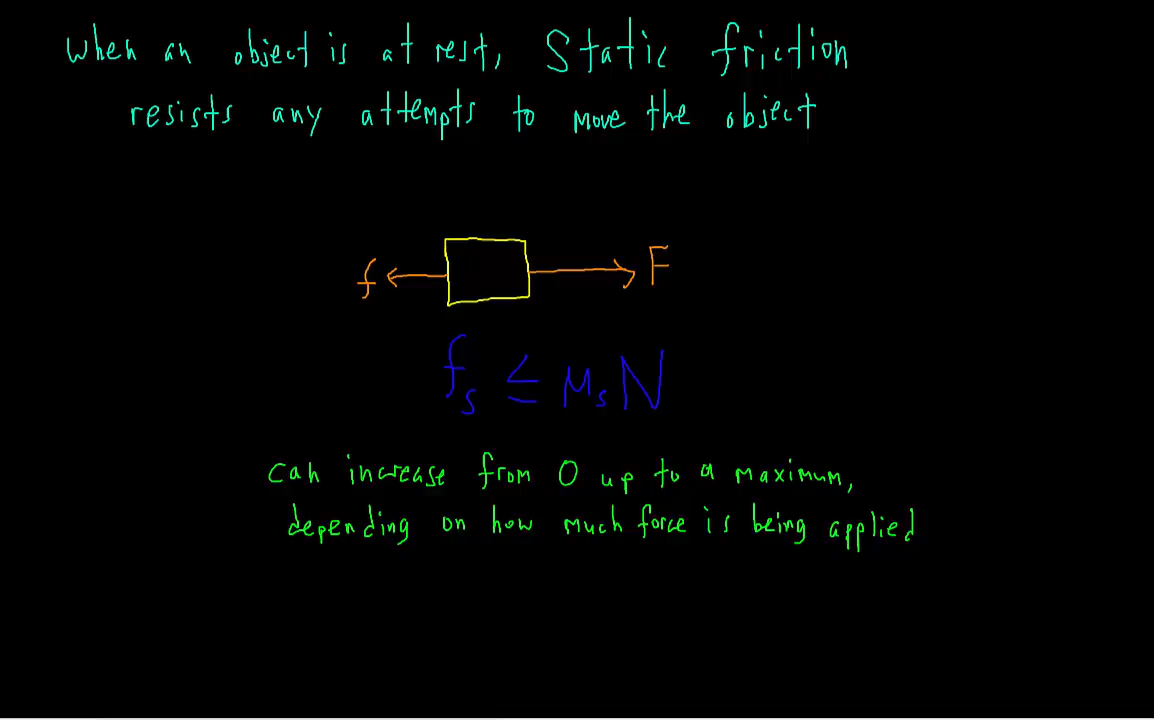 When an object is at rest, Static friction
resists any attempts to move the object
f F
fₛ ≤ μₛN
can increase from 0 up to a maximum,
depending on how much force is being applied